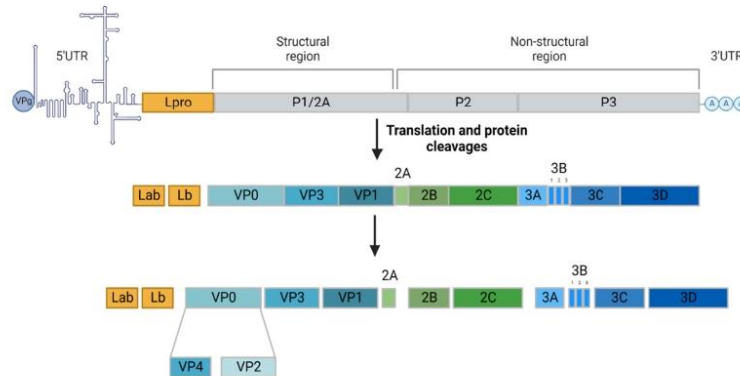 Structural
region
Non-structural
region
5'UTR
3'UTR
VPg
Lpro
P1/2A
P2
P3
A A A
Translation and protein
cleavages
2A
3B
1 2 3
Lab Lb VP0 VP3 VP1 2B 2C 3A 3C 3D
2A
3B
1 2 3
Lab Lb VP0 VP3 VP1 2B 2C 3A 3C 3D
VP4 VP2